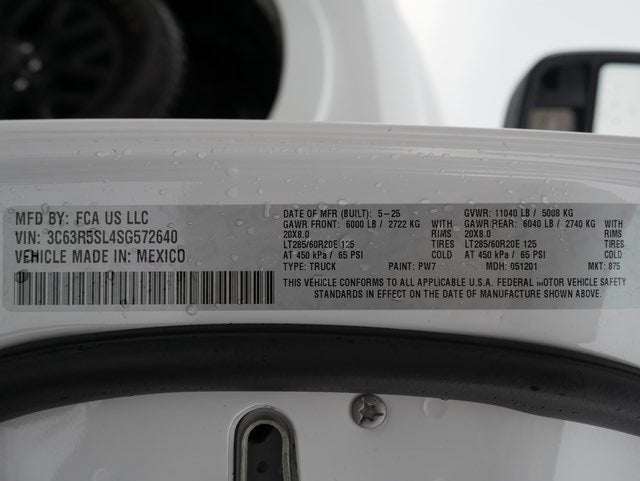 MFD BY: FCA US LLC
VIN: 3C63R5SL4SG572640
VEHICLE MADE IN: MEXICO
DATE OF MFR (BUILT): 5-25 GVWR: 11040 LB / 5008 KG
GAWR FRONT: 6000 LB / 2722 KG WITH GAWR REAR: 6040 LB / 2740 KG WITH
20X8.0 TIRES 20X8.0 TIRES
LT285/60R20E 125 LT285/60R20E 125
AT 450 kPa / 65 PSI COLD AT 450 kPa / 65 PSI COLD
TYPE: TRUCK PAINT: PW7 MDH: 051201 MKT: 875
THIS VEHICLE CONFORMS TO ALL APPLICABLE U.S.A. FEDERAL MOTOR VEHICLE SAFETY
STANDARDS IN EFFECT ON THE DATE OF MANUFACTURE SHOWN ABOVE.